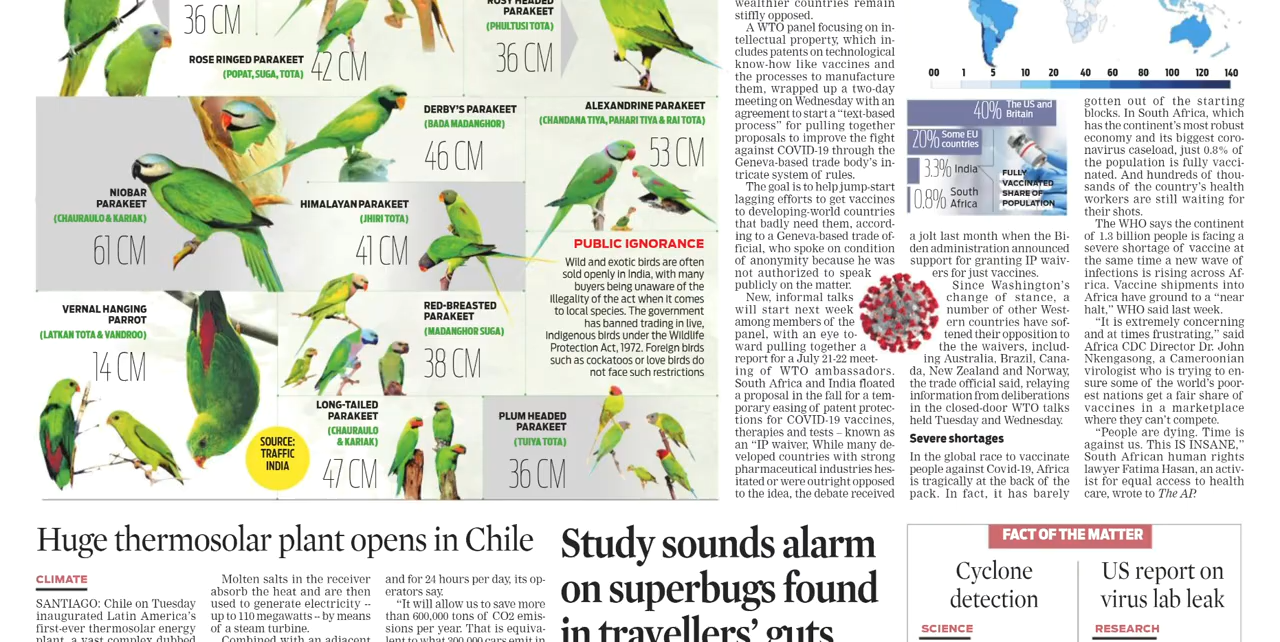 36 CM
ROSE RINGED PARAKEET
(POPAT, SUGA, TOTA)
42 CM
ROSY HEADED
PARAKEET
(PHULTUSI TOTA)
36 CM
DERBY'S PARAKEET
(BADA MADANGHOR)
46 CM
ALEXANDRINE PARAKEET
(CHANDANA TIYA, PAHARI TIYA & RAI TOTA)
53 CM
NIOBAR
PARAKEET
(CHAURAULO & KARIAK)
61 CM
HIMALAYAN PARAKEET
(JHIRI TOTA)
41 CM
PUBLIC IGNORANCE
Wild and exotic birds are often
sold openly in India, with many
buyers being unaware of the
illegality of the act when it comes
to local species. The government
has banned trading in live,
Indigenous birds under the Wildlife
Protection Act, 1972. Foreign birds
such as cockatoos or love birds do
not face such restrictions
VERNAL HANGING
PARROT
(LATKAN TOTA & VANDROO)
14 CM
RED-BREASTED
PARAKEET
(MADANGHOR SUGA)
38 CM
SOURCE:
TRAFFIC
INDIA
LONG-TAILED
PARAKEET
(CHAURAULO
& KARIAK)
47 CM
PLUM HEADED
PARAKEET
(TUIYA TOTA)
36 CM
wealthier countries remain
stiffly opposed.
A WTO panel focusing on in-
tellectual property, which in-
cludes patents on technological
know-how like vaccines and
the processes to manufacture
them, wrapped up a two-day
meeting on Wednesday with an
agreement to start a "text-based
process" for pulling together
proposals to improve the fight
against COVID-19 through the
Geneva-based trade body's in-
tricate system of rules.
The goal is to help jump-start
lagging efforts to get vaccines
to developing-world countries
that badly need them, accord-
ing to a Geneva-based trade of-
ficial, who spoke on condition
of anonymity because he was
not authorized to speak
publicly on the matter.
New, informal talks
will start next week
among members of the
panel, with an eye to-
ward pulling together a
report for a July 21-22 meet-
ing of WTO ambassadors.
South Africa and India floated
a proposal in the fall for a tem-
porary easing of patent protec-
tions for COVID-19 vaccines,
therapies and tests – known as
an "IP waiver. While many de-
veloped countries with strong
pharmaceutical industries hes-
itated or were outright opposed
to the idea, the debate received
00 1 5 10 20 40 60 80 100 120 140
40% The US and
Britain
20% Some EU
countries
3.3% India
0.8% South
Africa
FULLY
VACCINATED
SHARE OF
POPULATION
a jolt last month when the Bi-
den administration announced
support for granting IP waiv-
ers for just vaccines.
Since Washington's
change of stance, a
number of other West-
ern countries have sof-
tened their opposition to
the the waivers, includ-
ing Australia, Brazil, Cana-
da, New Zealand and Norway,
the trade official said, relaying
information from deliberations
in the closed-door WTO talks
held Tuesday and Wednesday.
Severe shortages
In the global race to vaccinate
people against Covid-19, Africa
is tragically at the back of the
pack. In fact, it has barely
gotten out of the starting
blocks. In South Africa, which
has the continent's most robust
economy and its biggest coro-
navirus caseload, just 0.8% of
the population is fully vacci-
nated. And hundreds of thou-
sands of the country's health
workers are still waiting for
their shots.
The WHO says the continent
of 1.3 billion people is facing a
severe shortage of vaccine at
the same time a new wave of
infections is rising across Af-
rica. Vaccine shipments into
Africa have ground to a "near
halt," WHO said last week.
"It is extremely concerning
and at times frustrating," said
Africa CDC Director Dr. John
Nkengasong, a Cameroonian
virologist who is trying to en-
sure some of the world's poor-
est nations get a fair share of
vaccines in a marketplace
where they can't compete.
"People are dying. Time is
against us. This IS INSANE,"
South African human rights
lawyer Fatima Hasan, an activ-
ist for equal access to health
care, wrote to The AP.
Huge thermosolar plant opens in Chile
CLIMATE
SANTIAGO: Chile on Tuesday
inaugurated Latin America's
first-ever thermosolar energy
plant, a vast complex dubbed
Molten salts in the receiver
absorb the heat and are then
used to generate electricity --
up to 110 megawatts -- by means
of a steam turbine.
Combined with an adjacent
and for 24 hours per day, its op-
erators say.
"It will allow us to save more
than 600,000 tons of CO2 emis-
sions per year. That is equiva-
lent to what 300,000 cars emit in
Study sounds alarm
on superbugs found
in travellers' guts
FACT OF THE MATTER
Cyclone
detection
SCIENCE
US report on
virus lab leak
RESEARCH